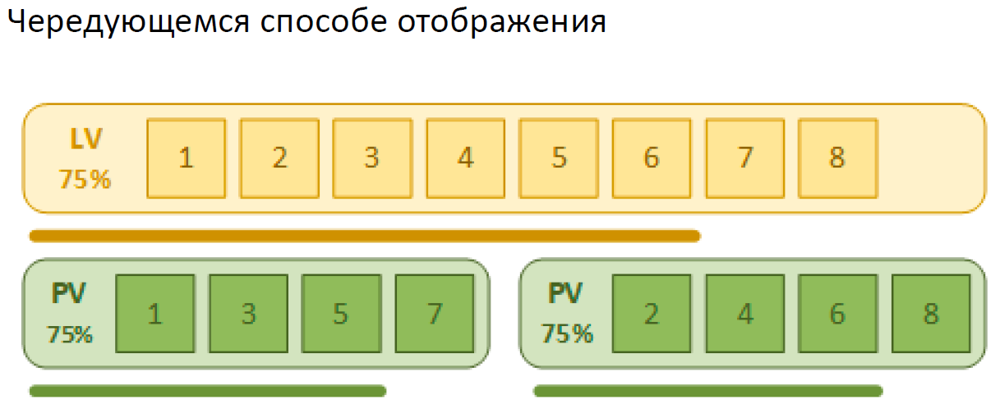 Чередующемся способе отображения
LV
75%
1 2 3 4 5 6 7 8
PV
75%
1 3 5 7
PV
75%
2 4 6 8